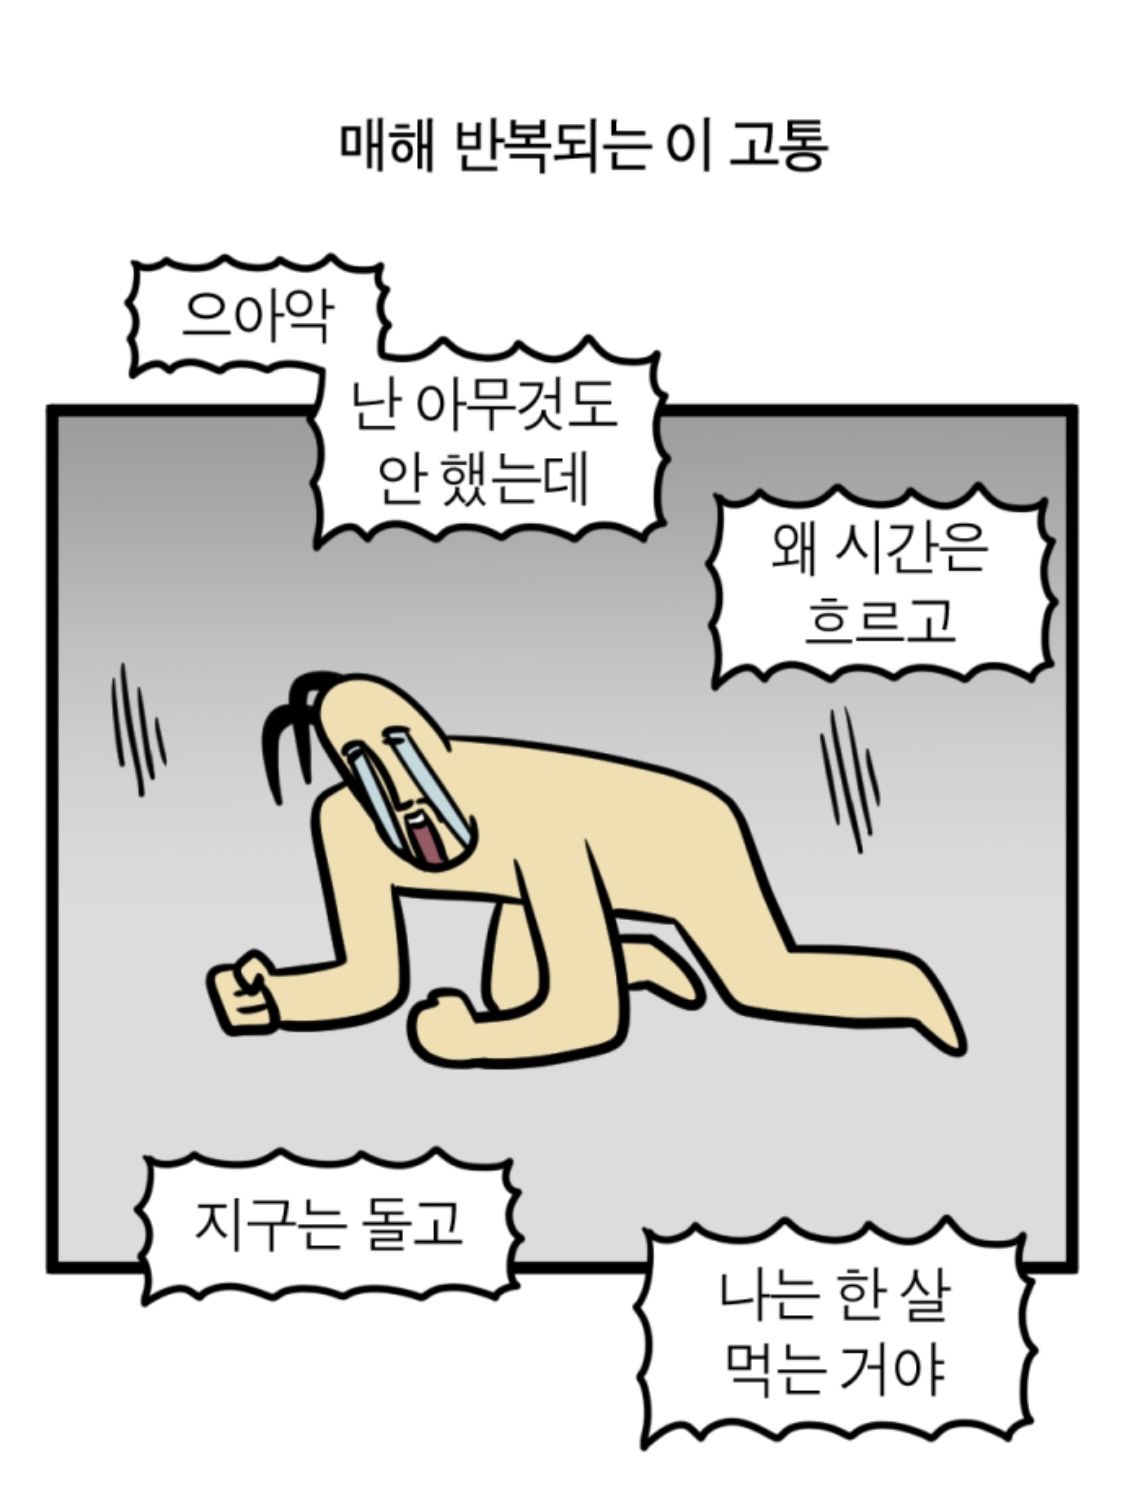 매해 반복되는 이 고통
으아악
난 아무것도
안 했는데
왜 시간은
흐르고
지구는 돌고
나는 한 살
먹는 거야